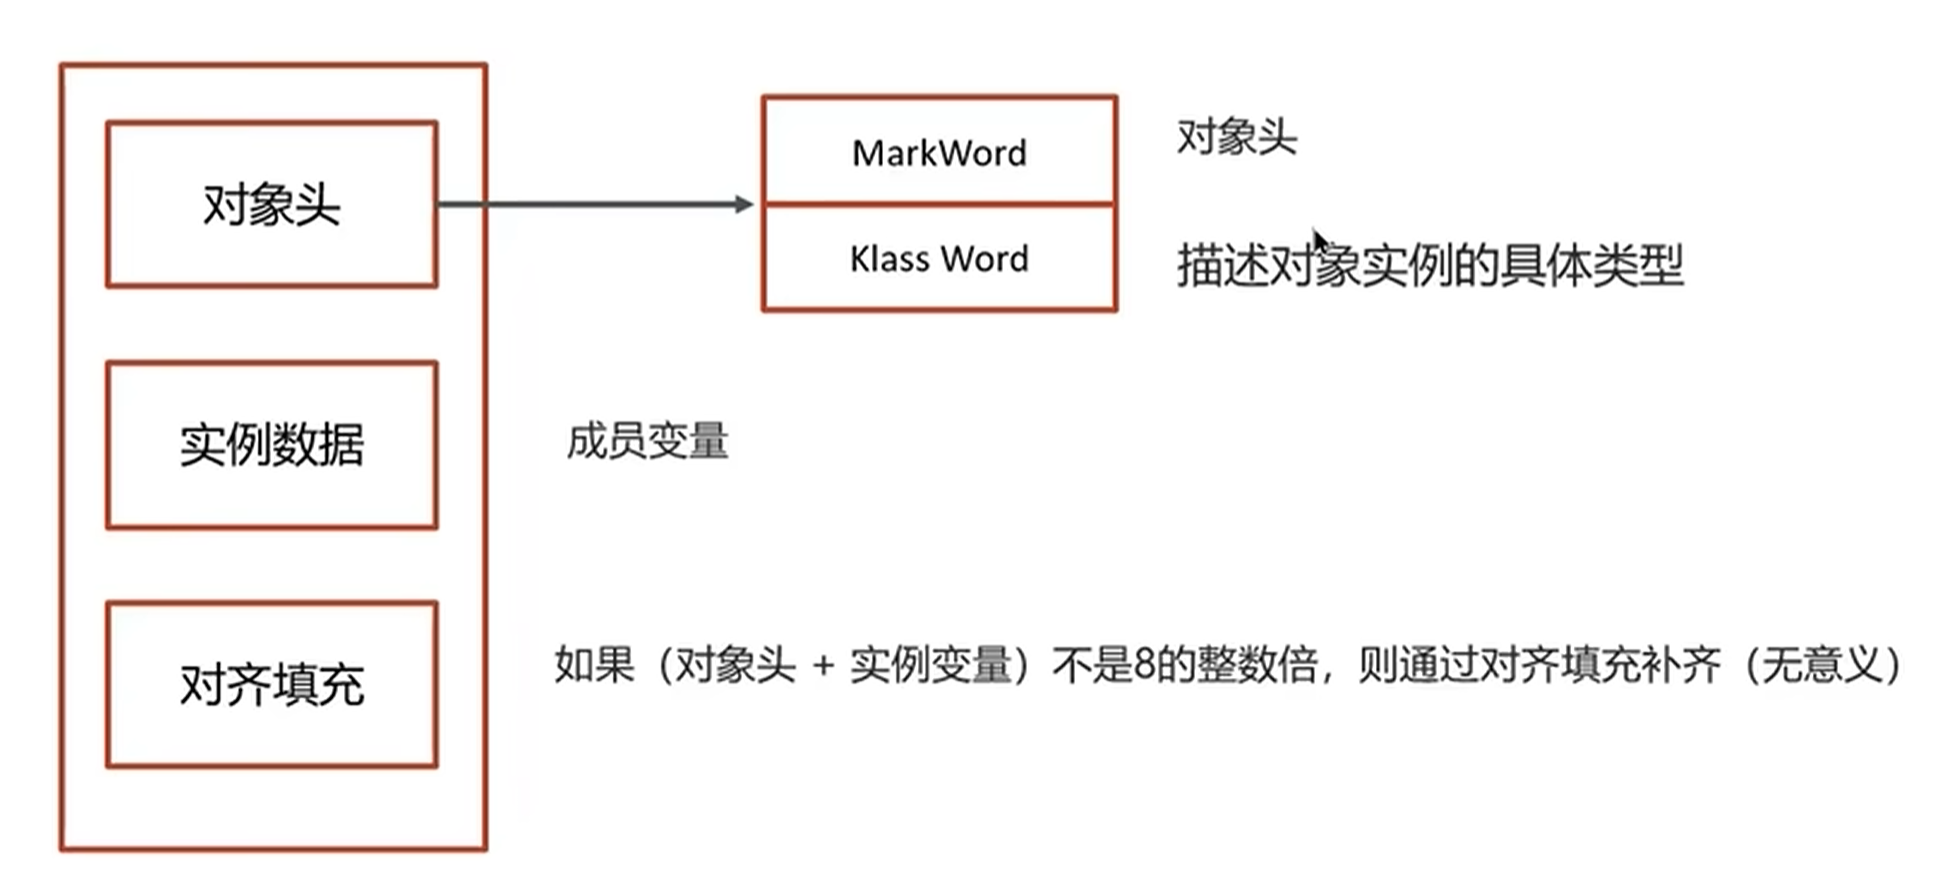 对象头
MarkWord
对象头
Klass Word
描述对象实例的具体类型
实例数据
成员变量
对齐填充
如果（对象头 + 实例变量）不是8的整数倍，则通过对齐填充补齐（无意义）